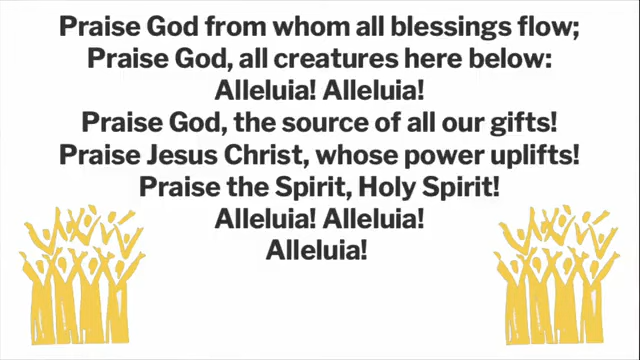 Praise God from whom all blessings flow;
Praise God, all creatures here below:
Alleluia! Alleluia!
Praise God, the source of all our gifts!
Praise Jesus Christ, whose power uplifts!
Praise the Spirit, Holy Spirit!
Alleluia! Alleluia!
Alleluia!